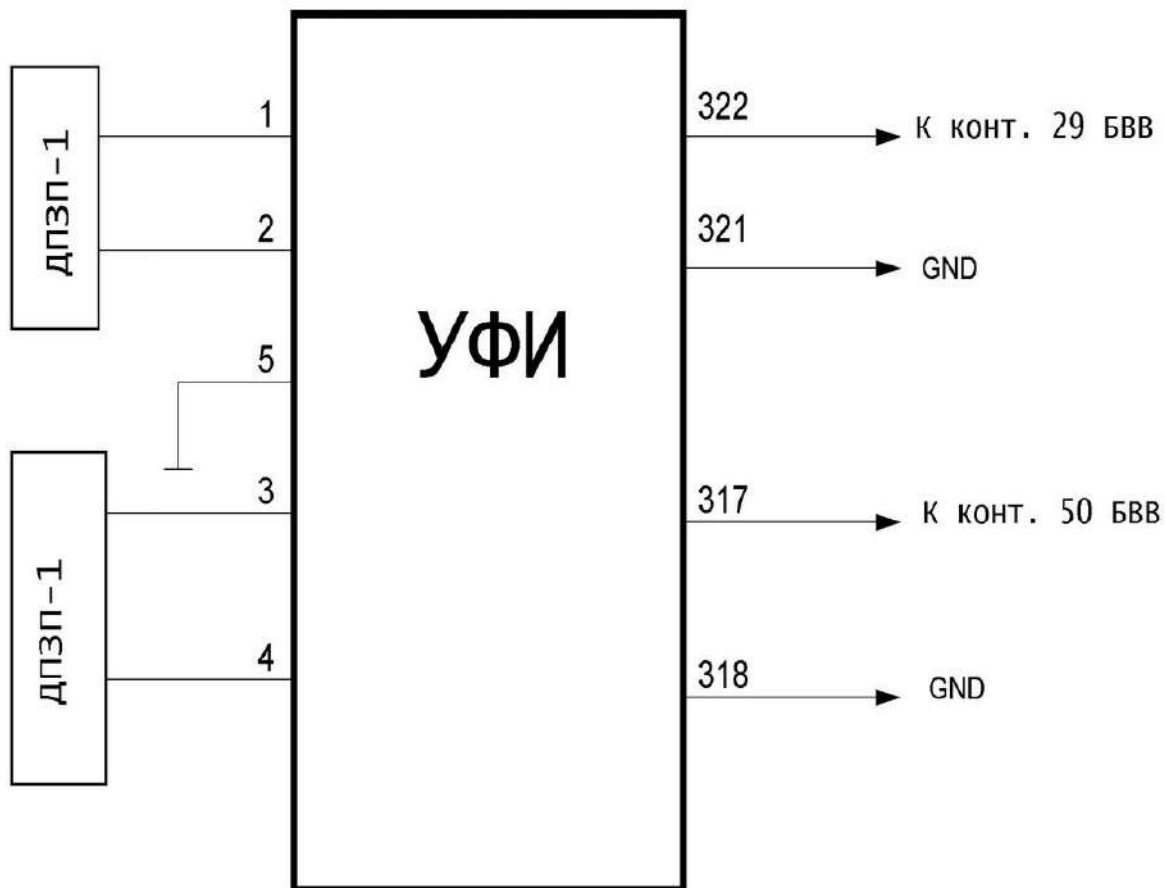 ДПЗП-1
1
2
5
3
4
ДПЗП-1
УФИ
322
К конт. 29 БВВ
321
GND
317
К конт. 50 БВВ
318
GND